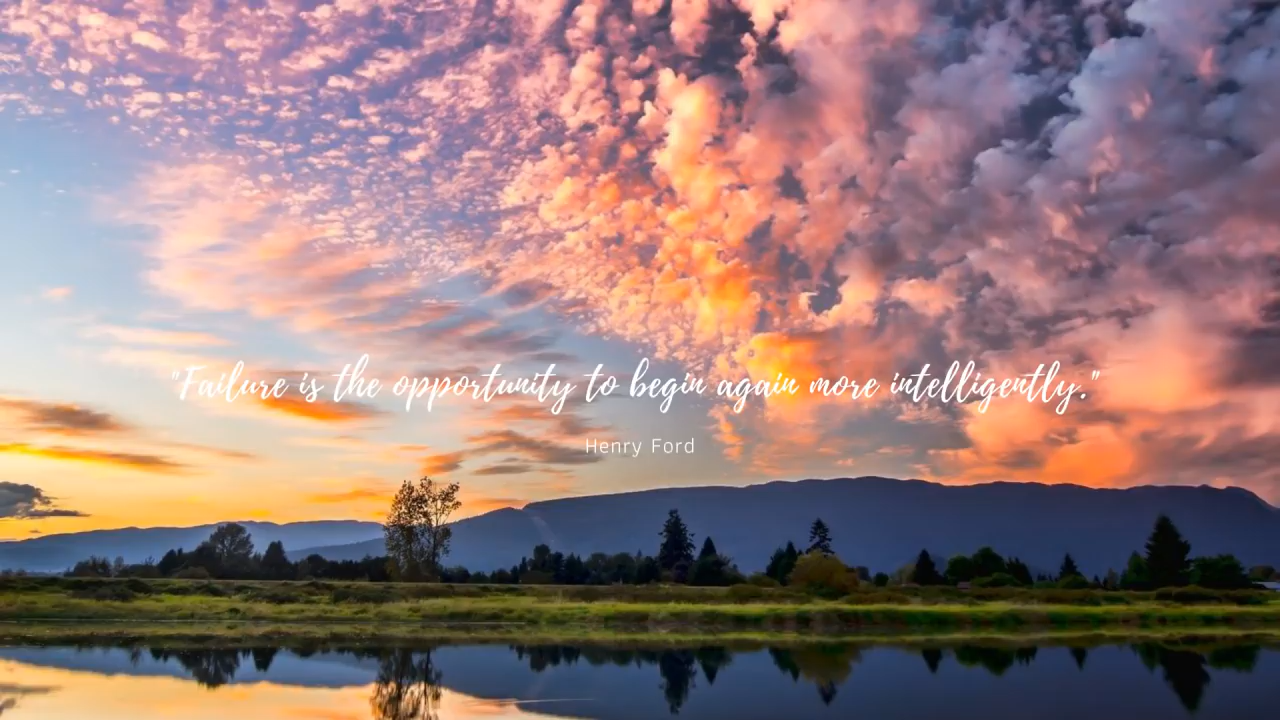 "Failure is the opportunity to begin again more intelligently."
Henry Ford